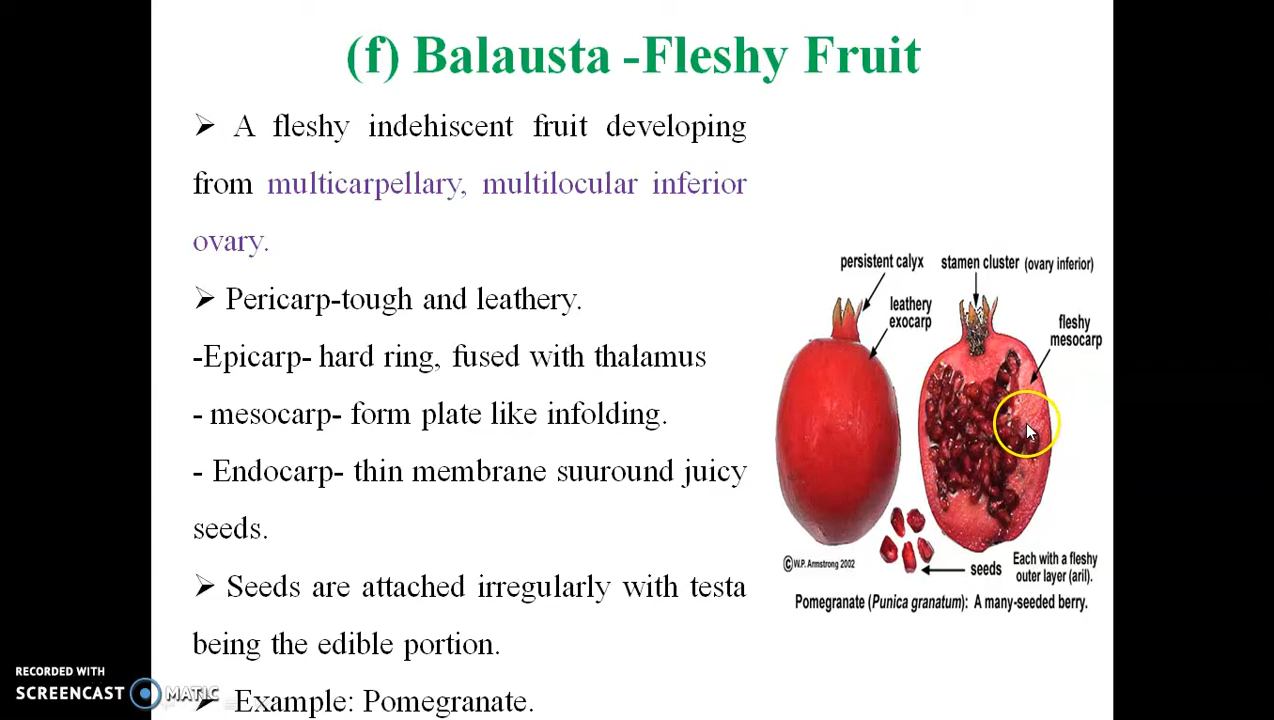 (f) Balausta -Fleshy Fruit
➢ A fleshy indehiscent fruit developing
from multicarpellary, multilocular inferior
ovary.
➢ Pericarp-tough and leathery.
-Epicarp- hard ring, fused with thalamus
- mesocarp- form plate like infolding.
- Endocarp- thin membrane suuround juicy
seeds.
➢ Seeds are attached irregularly with testa
being the edible portion.
➢ Example: Pomegranate.
persistent calyx
stamen cluster (ovary inferior)
leathery
exocarp
fleshy
mesocarp
©W.P. Armstrong 2002
seeds
Each with a fleshy
outer layer (aril).
Pomegranate (Punica granatum): A many-seeded berry.
RECORDED WITH
SCREENCAST MATIC